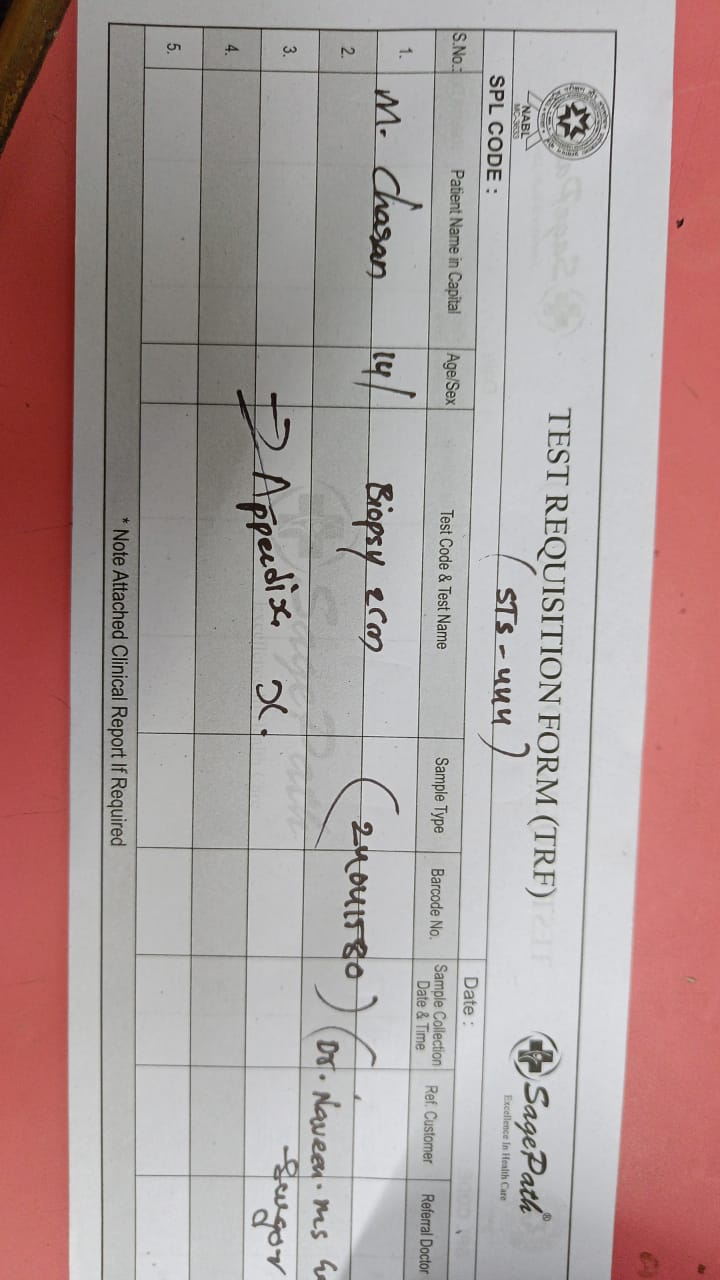 NABL
MC-3633
TEST REQUISITION FORM (TRF)
SagePath®
Excellence In Health Care
SPL CODE :
(STS-444)
Date :
S.No.: Patient Name in Capital Age/Sex Test Code & Test Name Sample Type Barcode No. Sample Collection Date & Time Ref. Customer Referral Doctor
1. M. Chasan 14/ Biopsy 2cm
2. (24041580) (Dr. Naveen. Ms
3. → Appendix x.
4.
5.
* Note Attached Clinical Report If Required